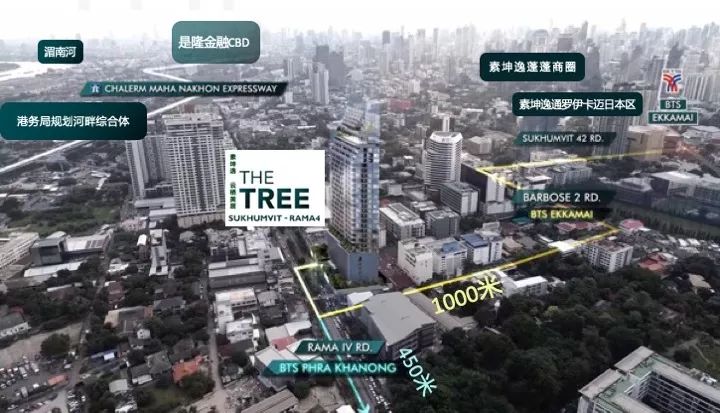 湄南河
是隆金融CBD
CHALERM MAHA NAKHON EXPRESSWAY
港务局规划河畔综合体
素坤逸蓬蓬商圈
素坤逸通罗伊卡迈日本区
BTS
EKKAMAI
SUKHUMVIT 42 RD.
BARBOSE 2 RD.
BTS EKKAMAI
素坤逸
THE
TREE
SUKHUMVIT - RAMA4
1000米
450米
RAMA IV RD.
BTS PHRA KHANONG